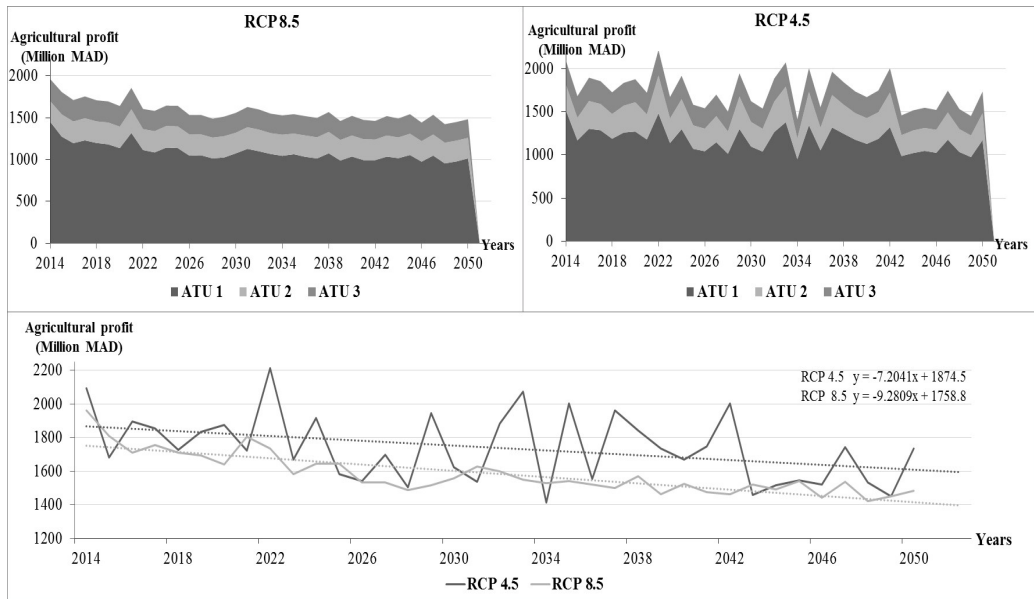 RCP 8.5
Agricultural profit
(Million MAD)
2000
1500
1000
500
0
Years
2014 2018 2022 2026 2030 2034 2038 2042 2046 2050
ATU 1 ATU 2 ATU 3
RCP 4.5
Agricultural profit
(Million MAD)
2000
1500
1000
500
0
Years
2014 2018 2022 2026 2030 2034 2038 2042 2046 2050
ATU 1 ATU 2 ATU 3
Agricultural profit
(Million MAD)
2200
2000
1800
1600
1400
1200
RCP 4.5 y = -7.2041x + 1874.5
RCP 8.5 y = -9.2809x + 1758.8
2014 2018 2022 2026 2030 2034 2038 2042 2046 2050
Years
RCP 4.5 RCP 8.5